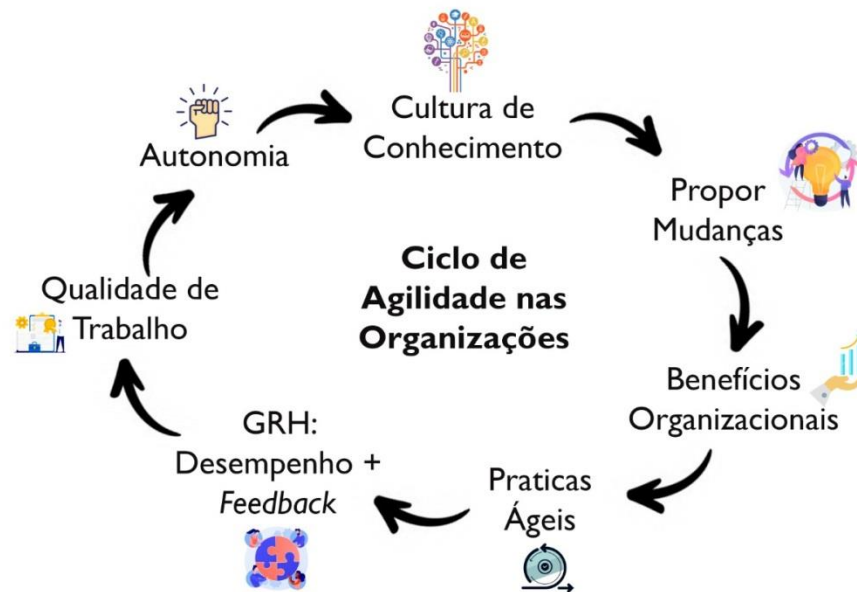 Cultura de
Conhecimento
Propor
Mudanças
Benefícios
Organizacionais
Praticas
Ágeis
GRH:
Desempenho +
Feedback
Qualidade de
Trabalho
Autonomia
Ciclo de
Agilidade nas
Organizações